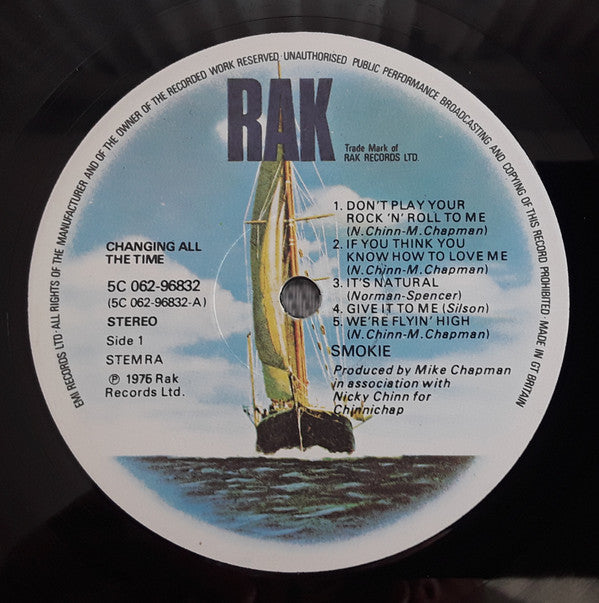 EMI RECORDS LTD · ALL RIGHTS OF THE MANUFACTURER AND OF THE OWNER OF THE RECORDED WORK RESERVED · UNAUTHORISED PUBLIC PERFORMANCE BROADCASTING AND COPYING OF THIS RECORD PROHIBITED · MADE IN GT BRITAIN
RAK
Trade Mark of
RAK RECORDS LTD.
CHANGING ALL
THE TIME
5C 062-96832
(5C 062-96832-A)
STEREO
Side 1
STEMRA
℗ 1976 Rak
Records Ltd.
1. DON'T PLAY YOUR
ROCK 'N' ROLL TO ME
(N.Chinn-M.Chapman)
2. IF YOU THINK YOU
KNOW HOW TO LOVE ME
(N.Chinn-M.Chapman)
3. IT'S NATURAL
(Norman-Spencer)
4. GIVE IT TO ME (Silson)
5. WE'RE FLYIN' HIGH
(N.Chinn-M.Chapman)
SMOKIE
Produced by Mike Chapman
in association with
Nicky Chinn for
Chinnichap